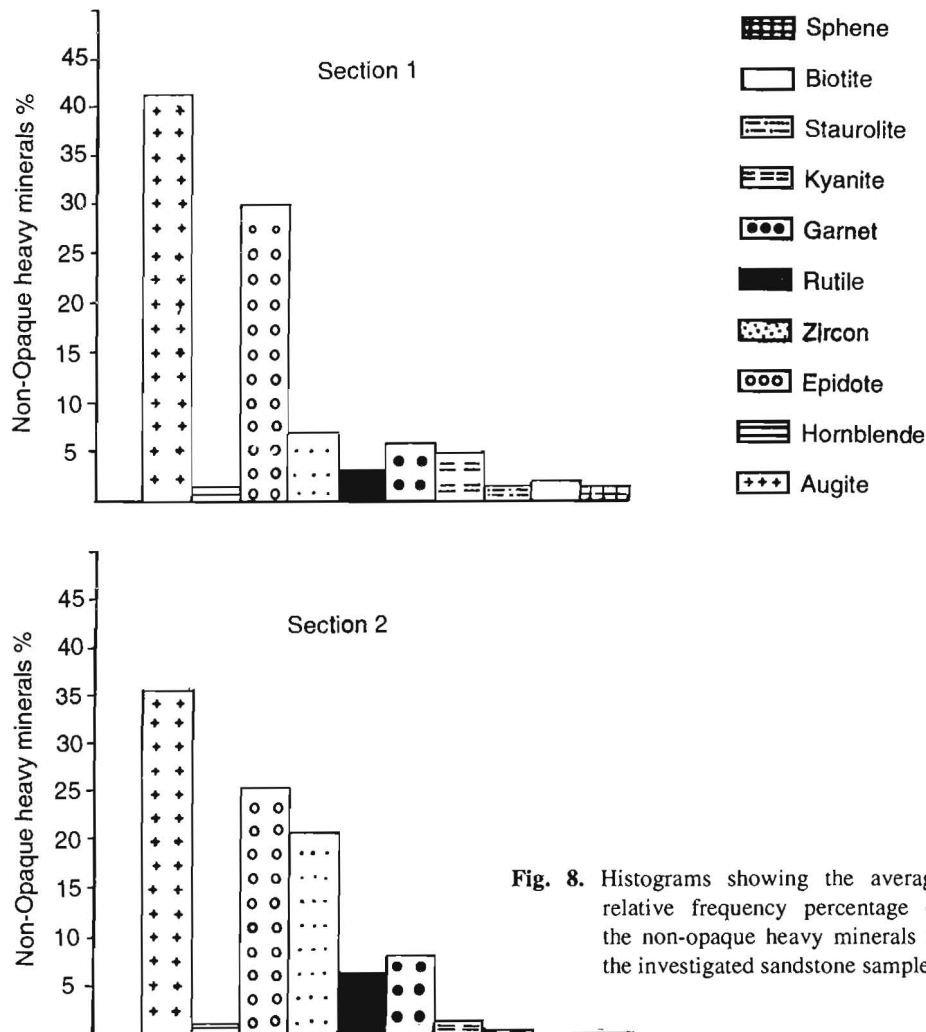 Section 1
Non-Opaque heavy minerals %
45
40
35
30
25
20
15
10
5
Sphene
Biotite
Staurolite
Kyanite
Garnet
Rutile
Zircon
Epidote
Hornblende
Augite
Section 2
Non-Opaque heavy minerals %
45
40
35
30
25
20
15
10
5
Fig. 8. Histograms showing the averag
relative frequency percentage
the non-opaque heavy minerals
the investigated sandstone sample